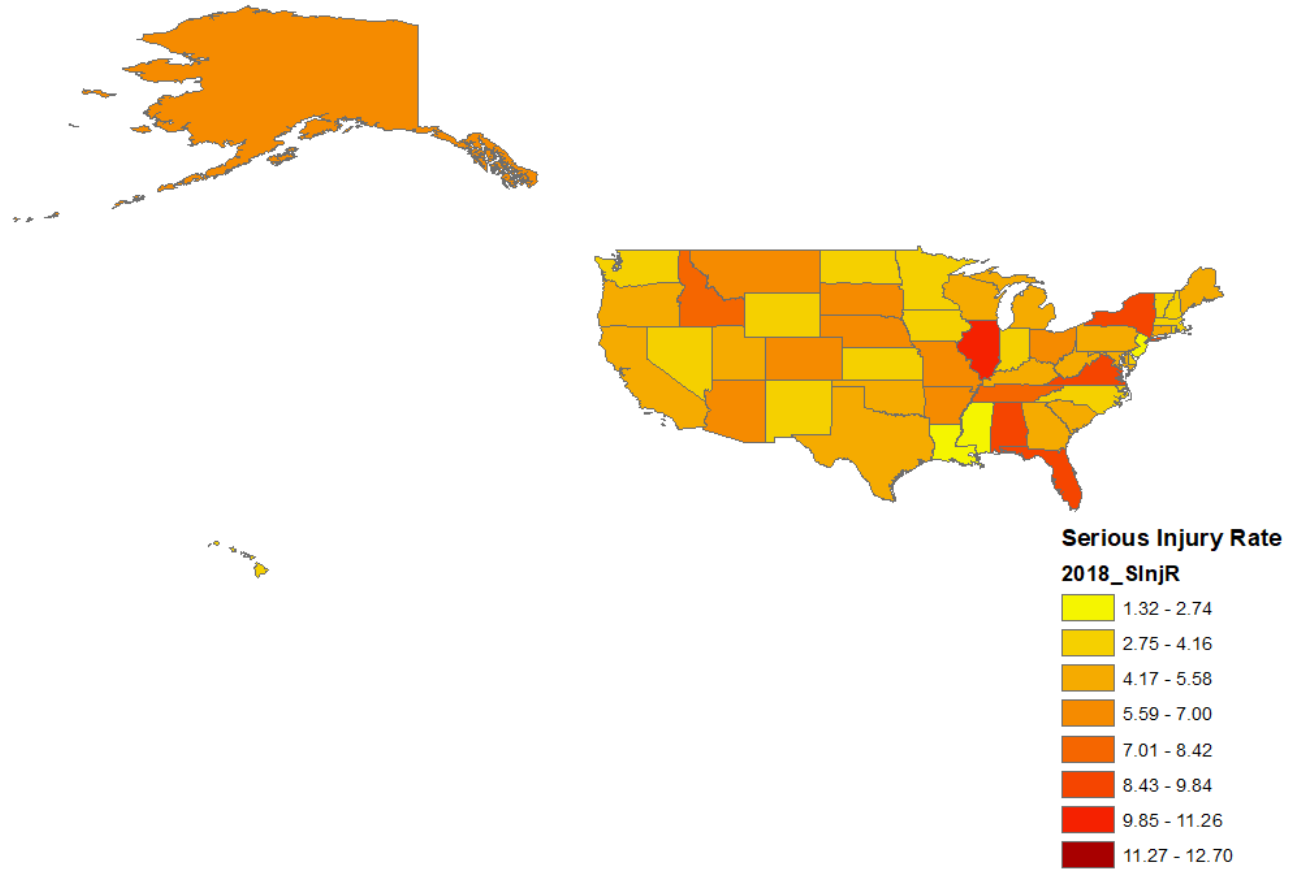 Serious Injury Rate
2018_SInjR
1.32 - 2.74
2.75 - 4.16
4.17 - 5.58
5.59 - 7.00
7.01 - 8.42
8.43 - 9.84
9.85 - 11.26
11.27 - 12.70